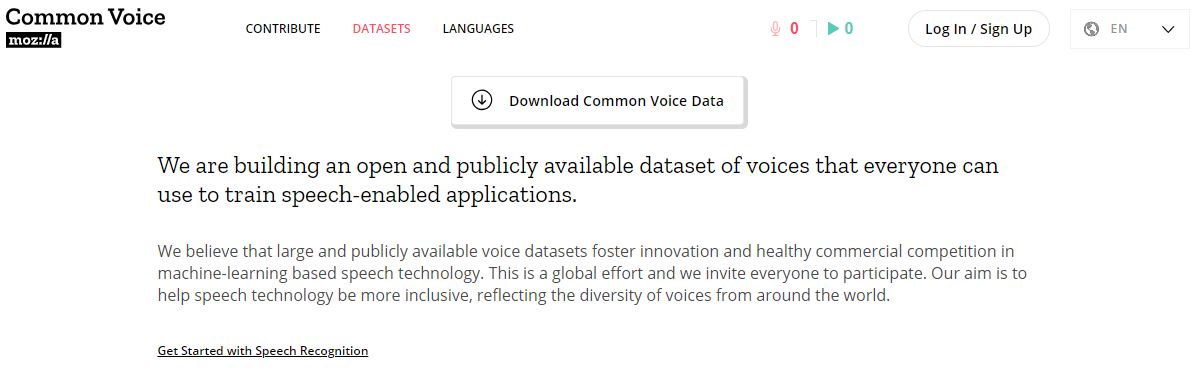 Common Voice
moz://a
CONTRIBUTE DATASETS LANGUAGES
0 0
Log In / Sign Up
EN
Download Common Voice Data
We are building an open and publicly available dataset of voices that everyone can
use to train speech-enabled applications.
We believe that large and publicly available voice datasets foster innovation and healthy commercial competition in
machine-learning based speech technology. This is a global effort and we invite everyone to participate. Our aim is to
help speech technology be more inclusive, reflecting the diversity of voices from around the world.
Get Started with Speech Recognition